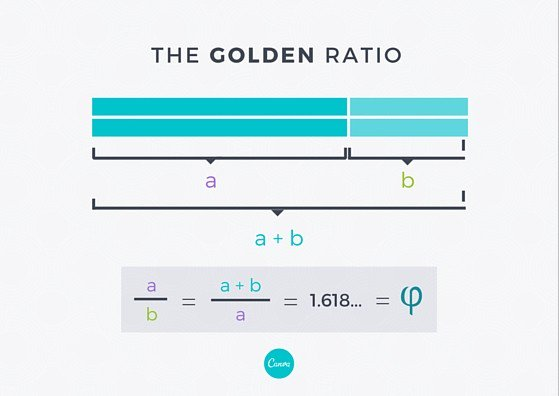 THE GOLDEN RATIO
a
b
a + b
a/b = a + b/a = 1.618... = φ
Canva